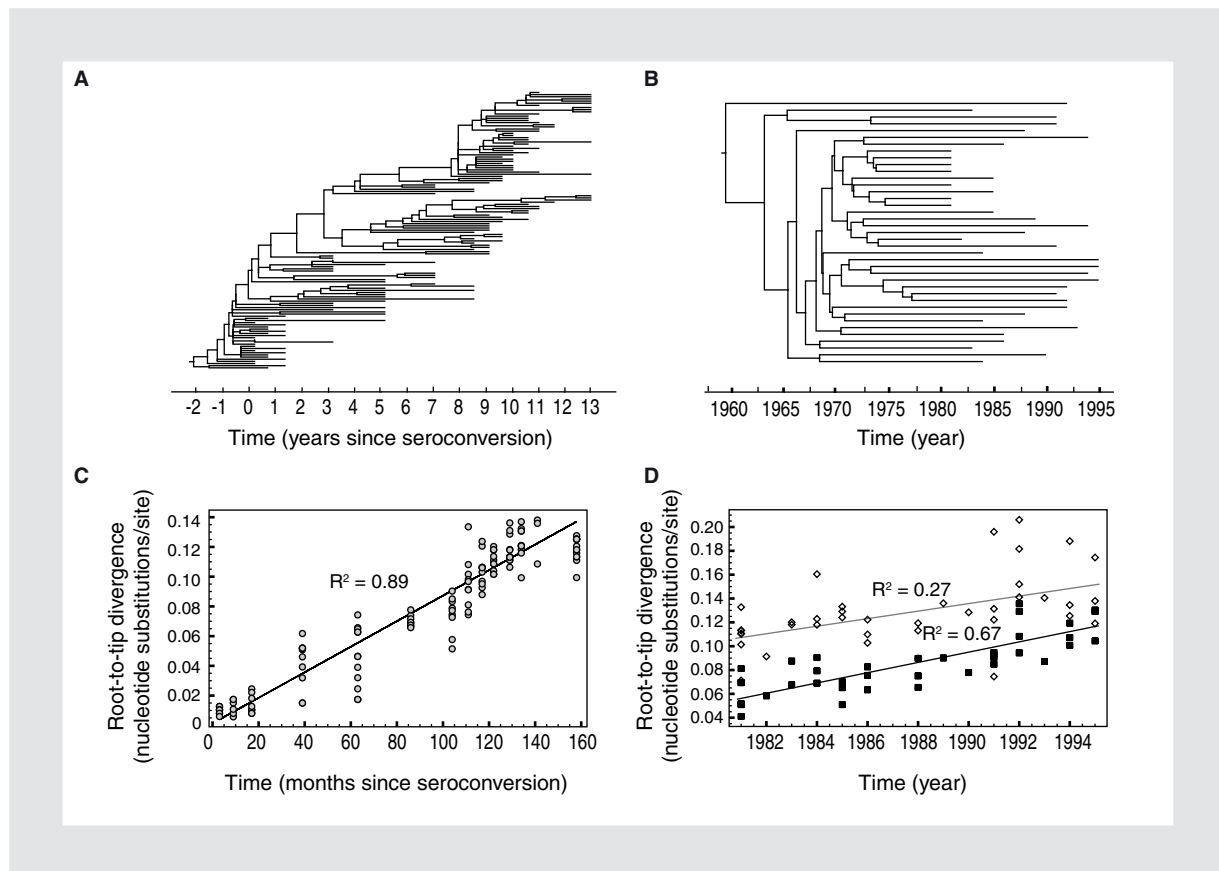 A
B
-2 -1 0 1 2 3 4 5 6 7 8 9 10 11 12 13
Time (years since seroconversion)
1960 1965 1970 1975 1980 1985 1990 1995
Time (year)
C
Root-to-tip divergence
(nucleotide substitutions/site)
0.14
0.12
0.10
0.08
0.06
0.04
0.02
0
R² = 0.89
0 20 40 60 80 100 120 140 160
Time (months since seroconversion)
D
Root-to-tip divergence
(nucleotide substitutions/site)
0.20
0.18
0.16
0.14
0.12
0.10
0.08
0.06
0.04
R² = 0.27
R² = 0.67
1982 1984 1986 1988 1990 1992 1994
Time (year)